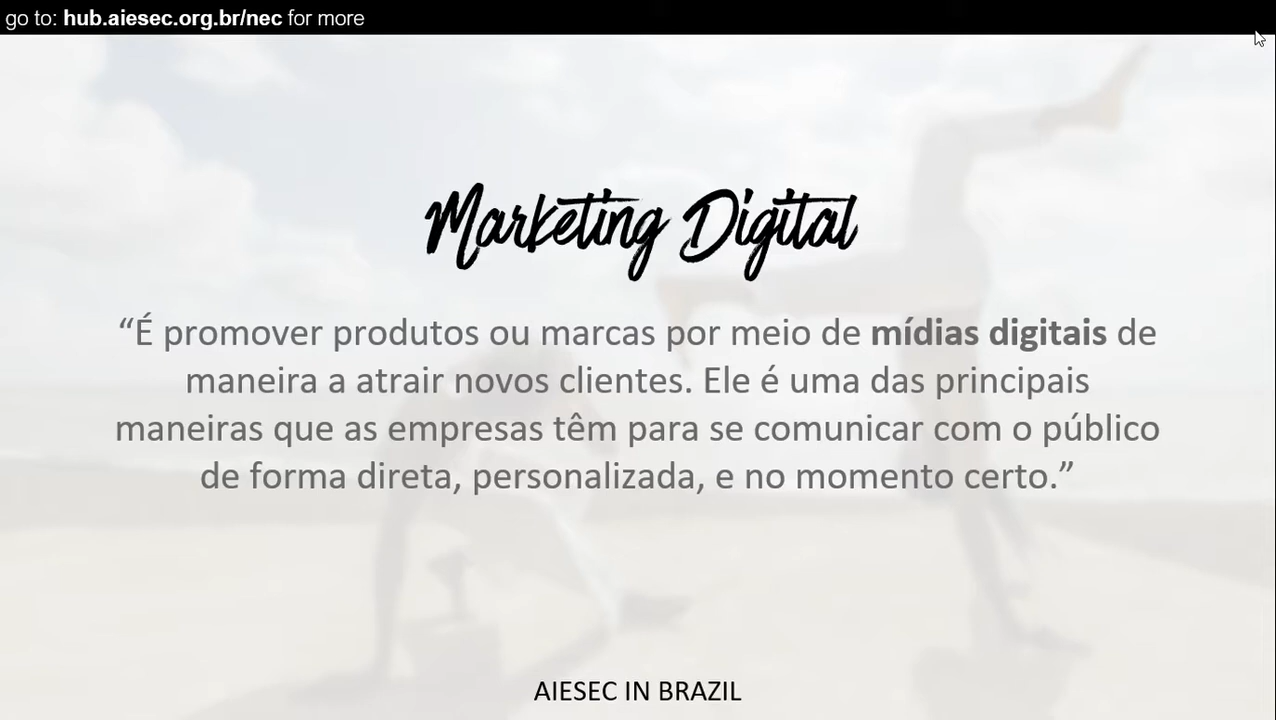 go to: hub.aiesec.org.br/nec for more
Marketing Digital
“É promover produtos ou marcas por meio de mídias digitais de
maneira a atrair novos clientes. Ele é uma das principais
maneiras que as empresas têm para se comunicar com o público
de forma direta, personalizada, e no momento certo.”
AIESEC IN BRAZIL